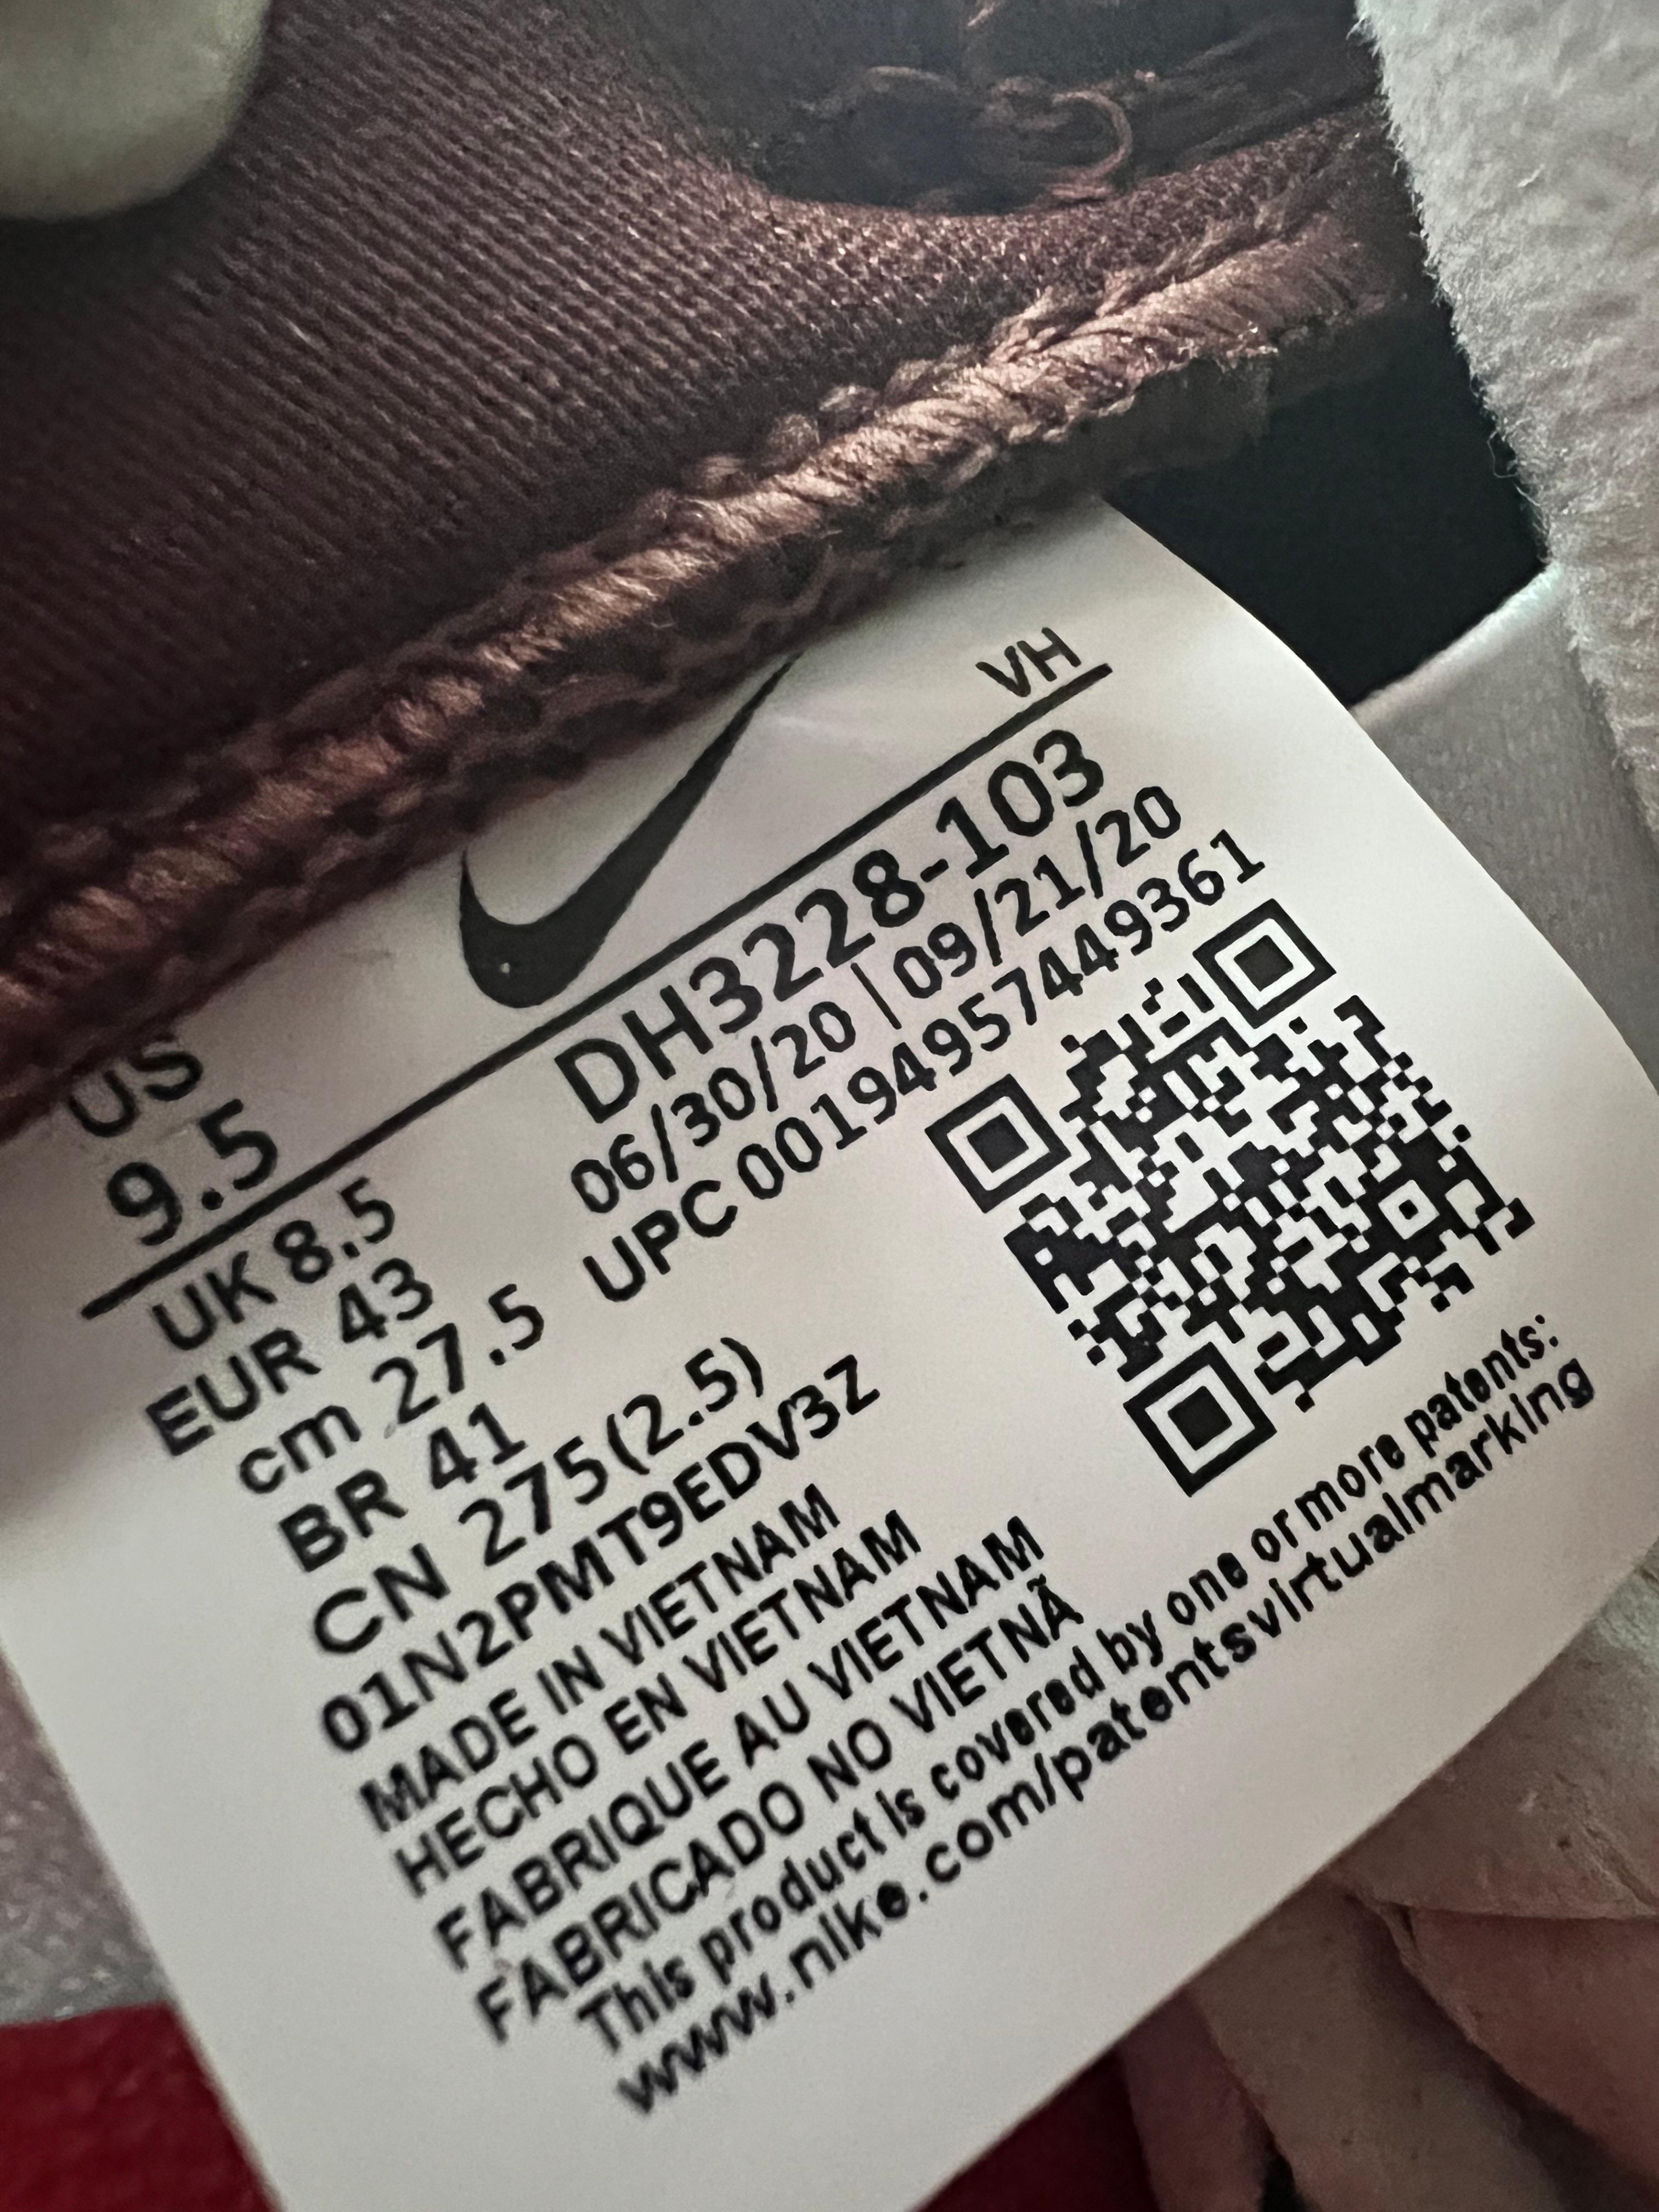 US
9.5
VH
UK 8.5
EUR 43
cm 27.5
BR 41
CN 275(2.5)
DH3228-103
06/30/20 | 09/21/20
UPC 00194957449361
01N2PMT9EDV3Z
MADE IN VIETNAM
HECHO EN VIETNAM
FABRIQUE AU VIETNAM
FABRICADO NO VIETNÃ
This product is covered by one or more patents:
www.nike.com/patentsvirtualmarking